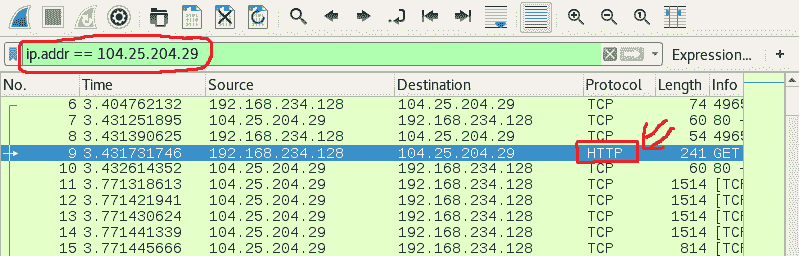 ip.addr == 104.25.204.29 Expression... +
No. Time Source Destination Protocol Length Info
6 3.404762132 192.168.234.128 104.25.204.29 TCP 74 4965
7 3.431251895 104.25.204.29 192.168.234.128 TCP 60 80 -
8 3.431390625 192.168.234.128 104.25.204.29 TCP 54 4965
9 3.431731746 192.168.234.128 104.25.204.29 HTTP 241 GET
10 3.432614352 104.25.204.29 192.168.234.128 TCP 60 80 -
11 3.771318613 104.25.204.29 192.168.234.128 TCP 1514 [TCP
12 3.771421941 104.25.204.29 192.168.234.128 TCP 1514 [TCP
13 3.771430624 104.25.204.29 192.168.234.128 TCP 1514 [TCP
14 3.771441339 104.25.204.29 192.168.234.128 TCP 1514 [TCP
15 3.771445666 104.25.204.29 192.168.234.128 TCP 814 [TCP